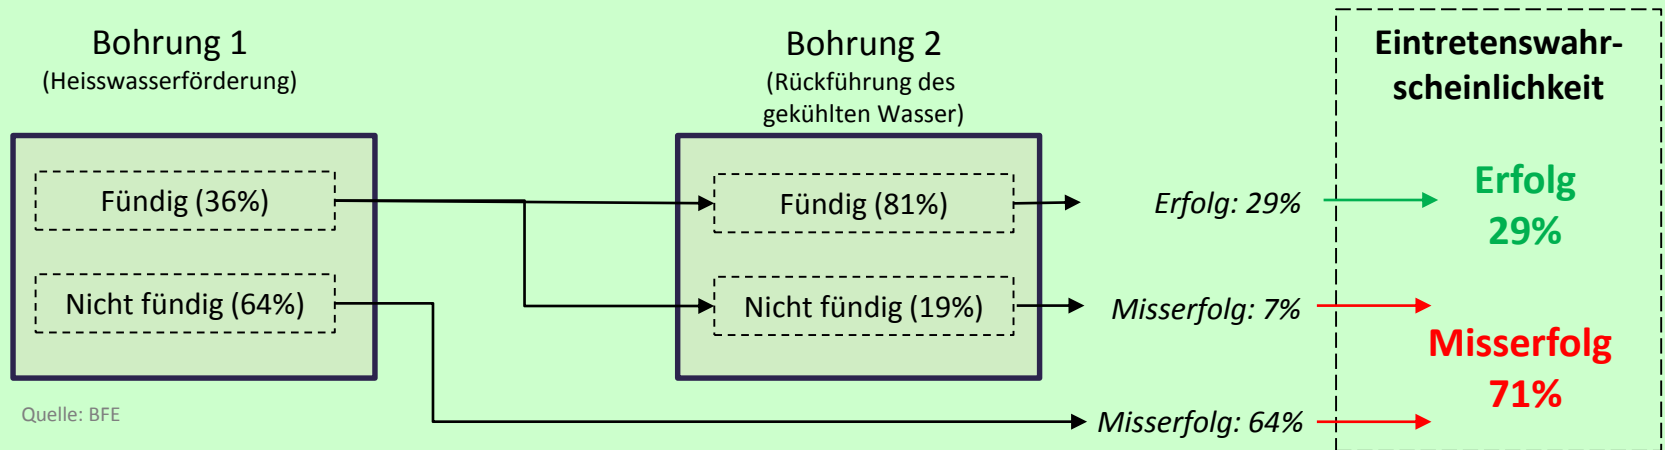 Bohrung 1
(Heisswasserförderung)
Fündig (36%)
Nicht fündig (64%)
Quelle: BFE
Bohrung 2
(Rückführung des
gekühlten Wasser)
Fündig (81%)
Nicht fündig (19%)
Erfolg: 29%
Misserfolg: 7%
Misserfolg: 64%
Eintretenswahr-
scheinlichkeit
Erfolg
29%
Misserfolg
71%